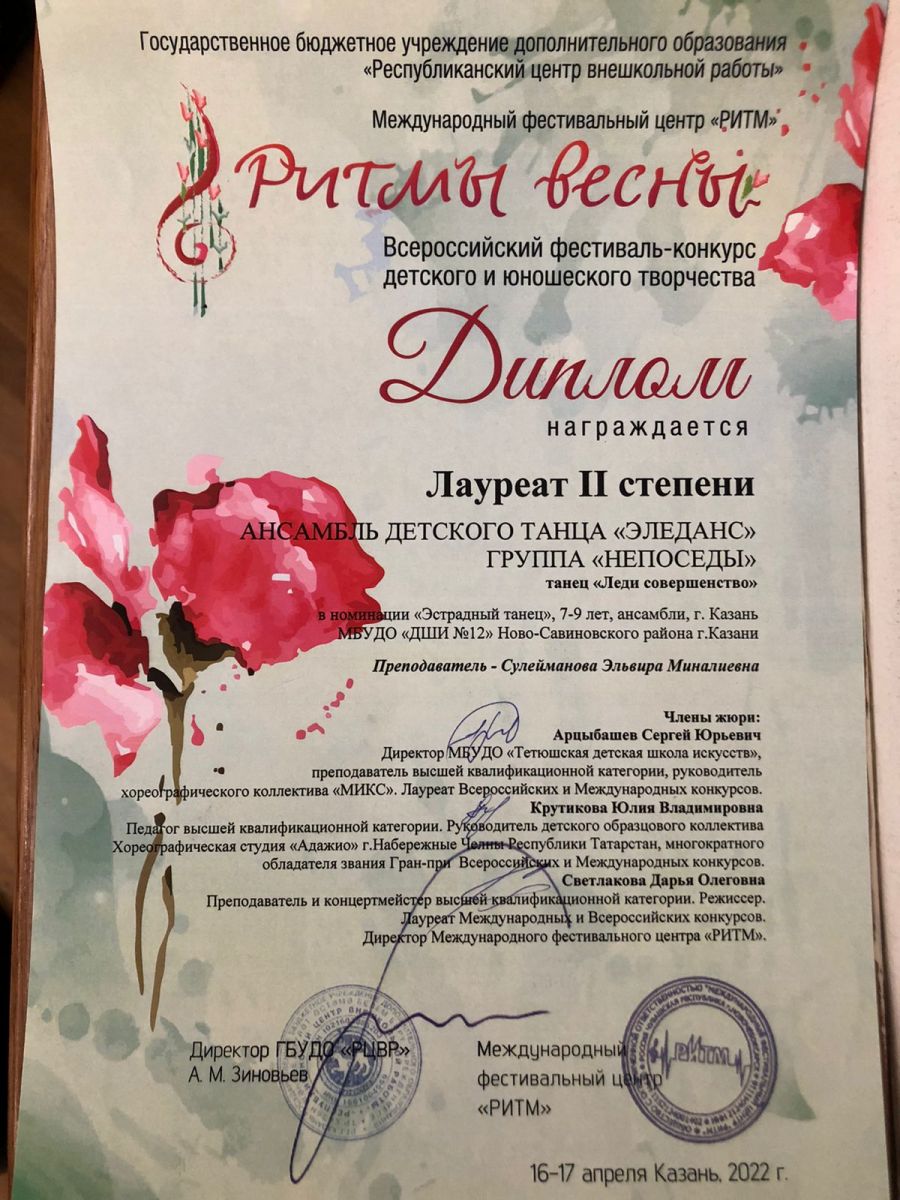 Государственное бюджетное учреждение дополнительного образования
«Республиканский центр внешкольной работы»
Международный фестивальный центр «РИТМ»
Ритмы весны
Всероссийский фестиваль-конкурс
детского и юношеского творчества
Диплом
награждается
Лауреат II степени
АНСАМБЛЬ ДЕТСКОГО ТАНЦА «ЭЛЕДАНС»
ГРУППА «НЕПОСЕДЫ»
танец «Леди совершенство»
в номинации «Эстрадный танец», 7-9 лет, ансамбли, г. Казань
МБУДО «ДШИ №12» Ново-Савиновского района г.Казани
Преподаватель - Сулейманова Эльвира Миналиевна
Члены жюри:
Арцыбашев Сергей Юрьевич
Директор МБУДО «Тетюшская детская школа искусств»,
преподаватель высшей квалификационной категории, руководитель
хореографического коллектива «МИКС». Лауреат Всероссийских и Международных конкурсов.
Крутикова Юлия Владимировна
Педагог высшей квалификационной категории. Руководитель детского образцового коллектива
Хореографическая студия «Адажио» г.Набережные Челны Республики Татарстан, многократного
обладателя звания Гран-при Всероссийских и Международных конкурсов.
Светлакова Дарья Олеговна
Преподаватель и концертмейстер высшей квалификационной категории. Режиссер.
Лауреат Международных и Всероссийских конкурсов.
Директор Международного фестивального центра «РИТМ».
Директор ГБУДО «РЦВР»
А. М. Зиновьев
Международный
фестивальный центр
«РИТМ»
16-17 апреля Казань, 2022 г.